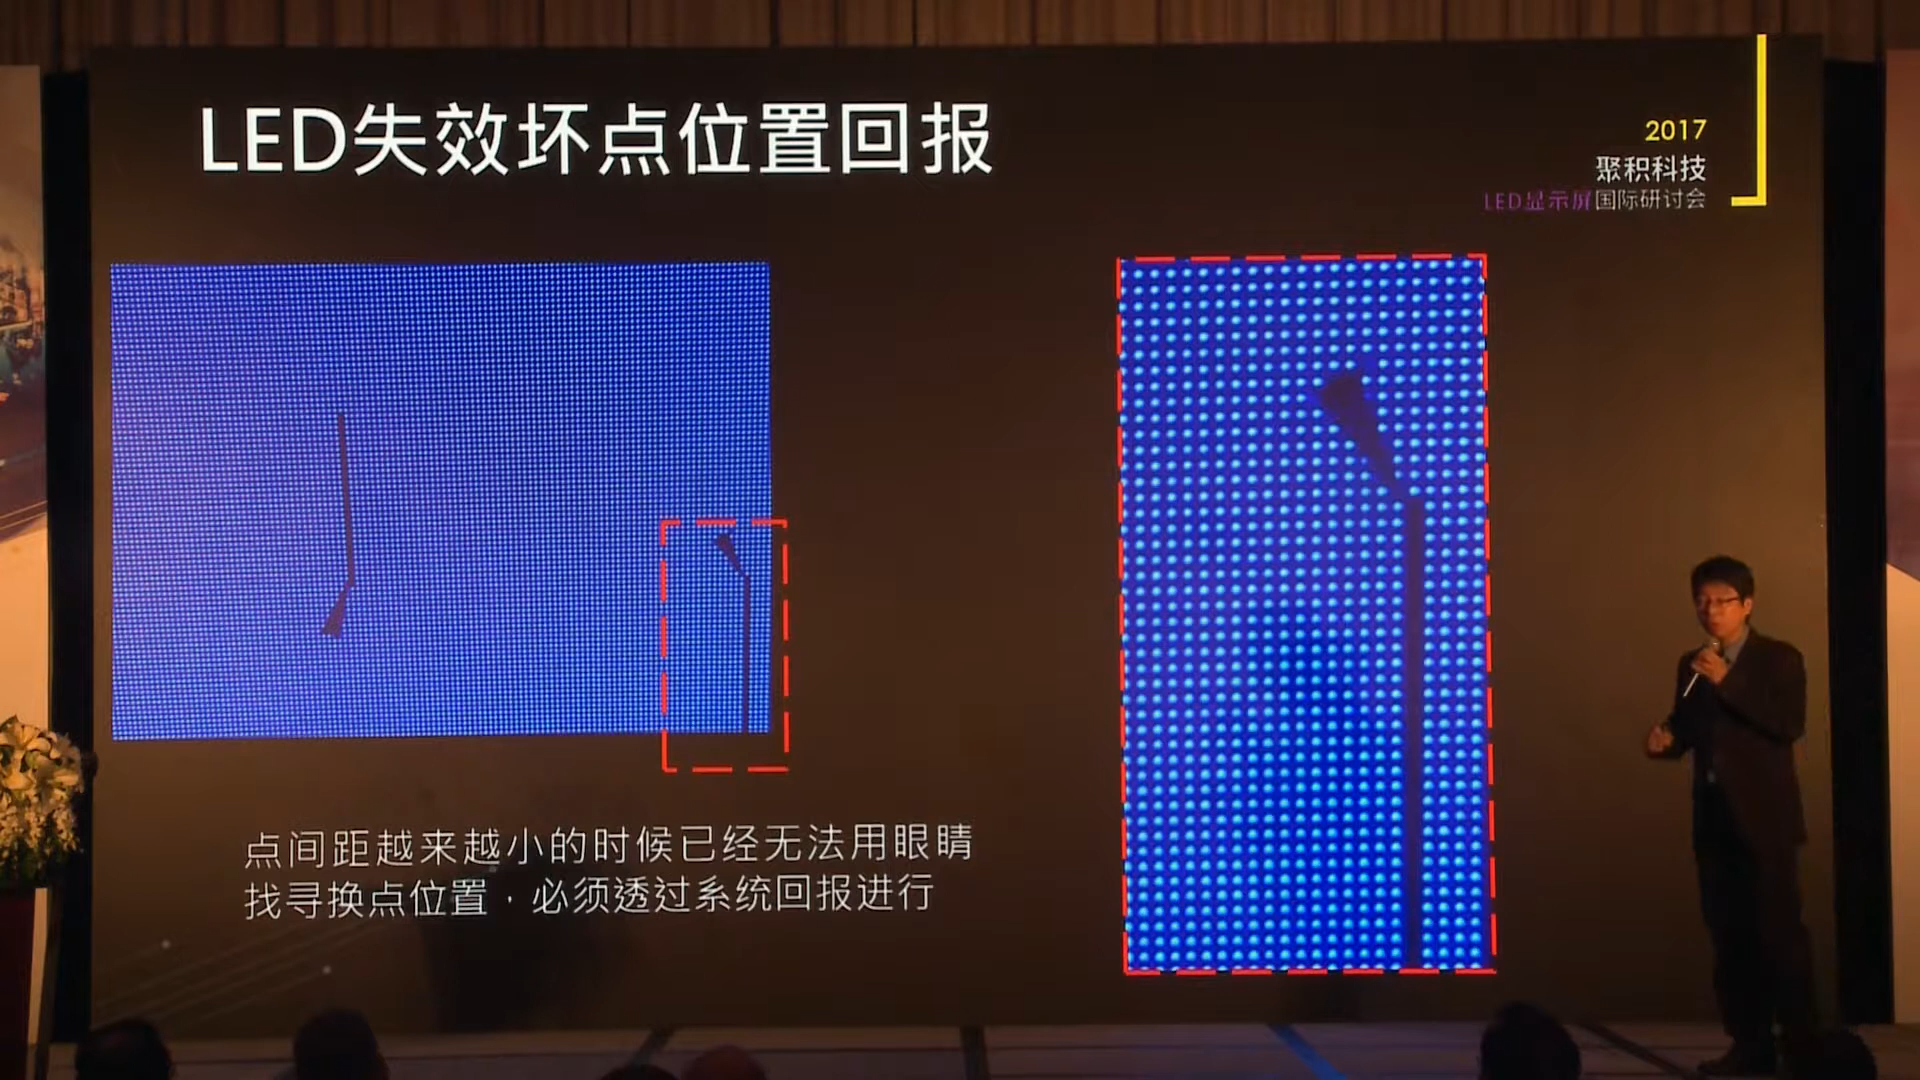 LED失效坏点位置回报
2017
聚积科技
LED显示屏国际研讨会
点间距越来越小的时候已经无法用眼睛
找寻换点位置，必须透过系统回报进行